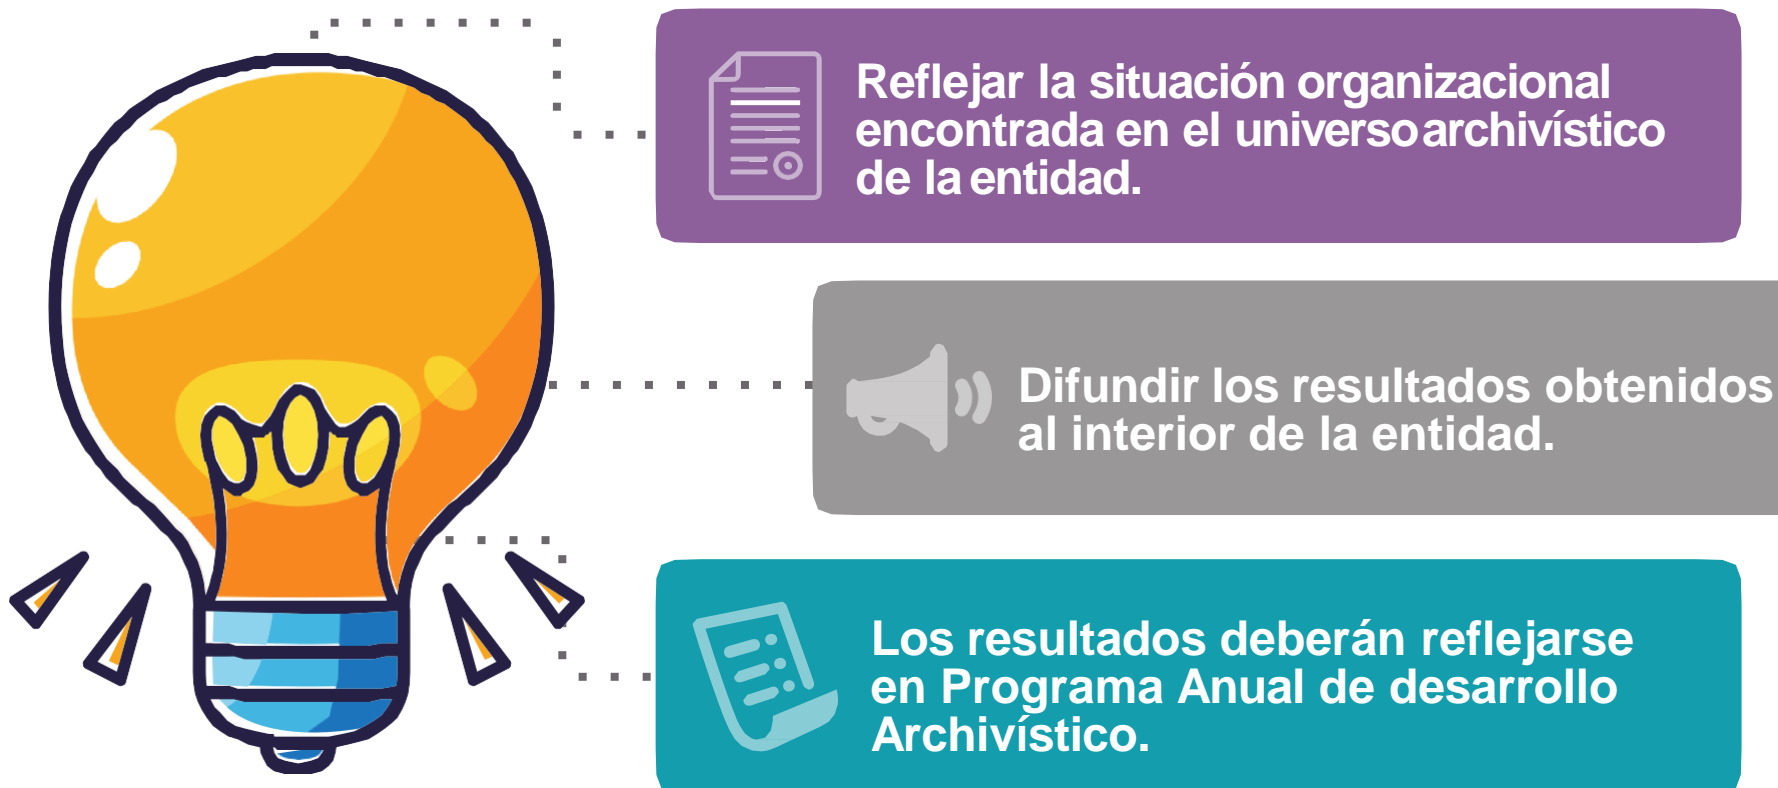 Reflejar la situación organizacional
encontrada en el universo archivístico
de la entidad.
Difundir los resultados obtenidos
al interior de la entidad.
Los resultados deberán reflejarse
en Programa Anual de desarrollo
Archivístico.